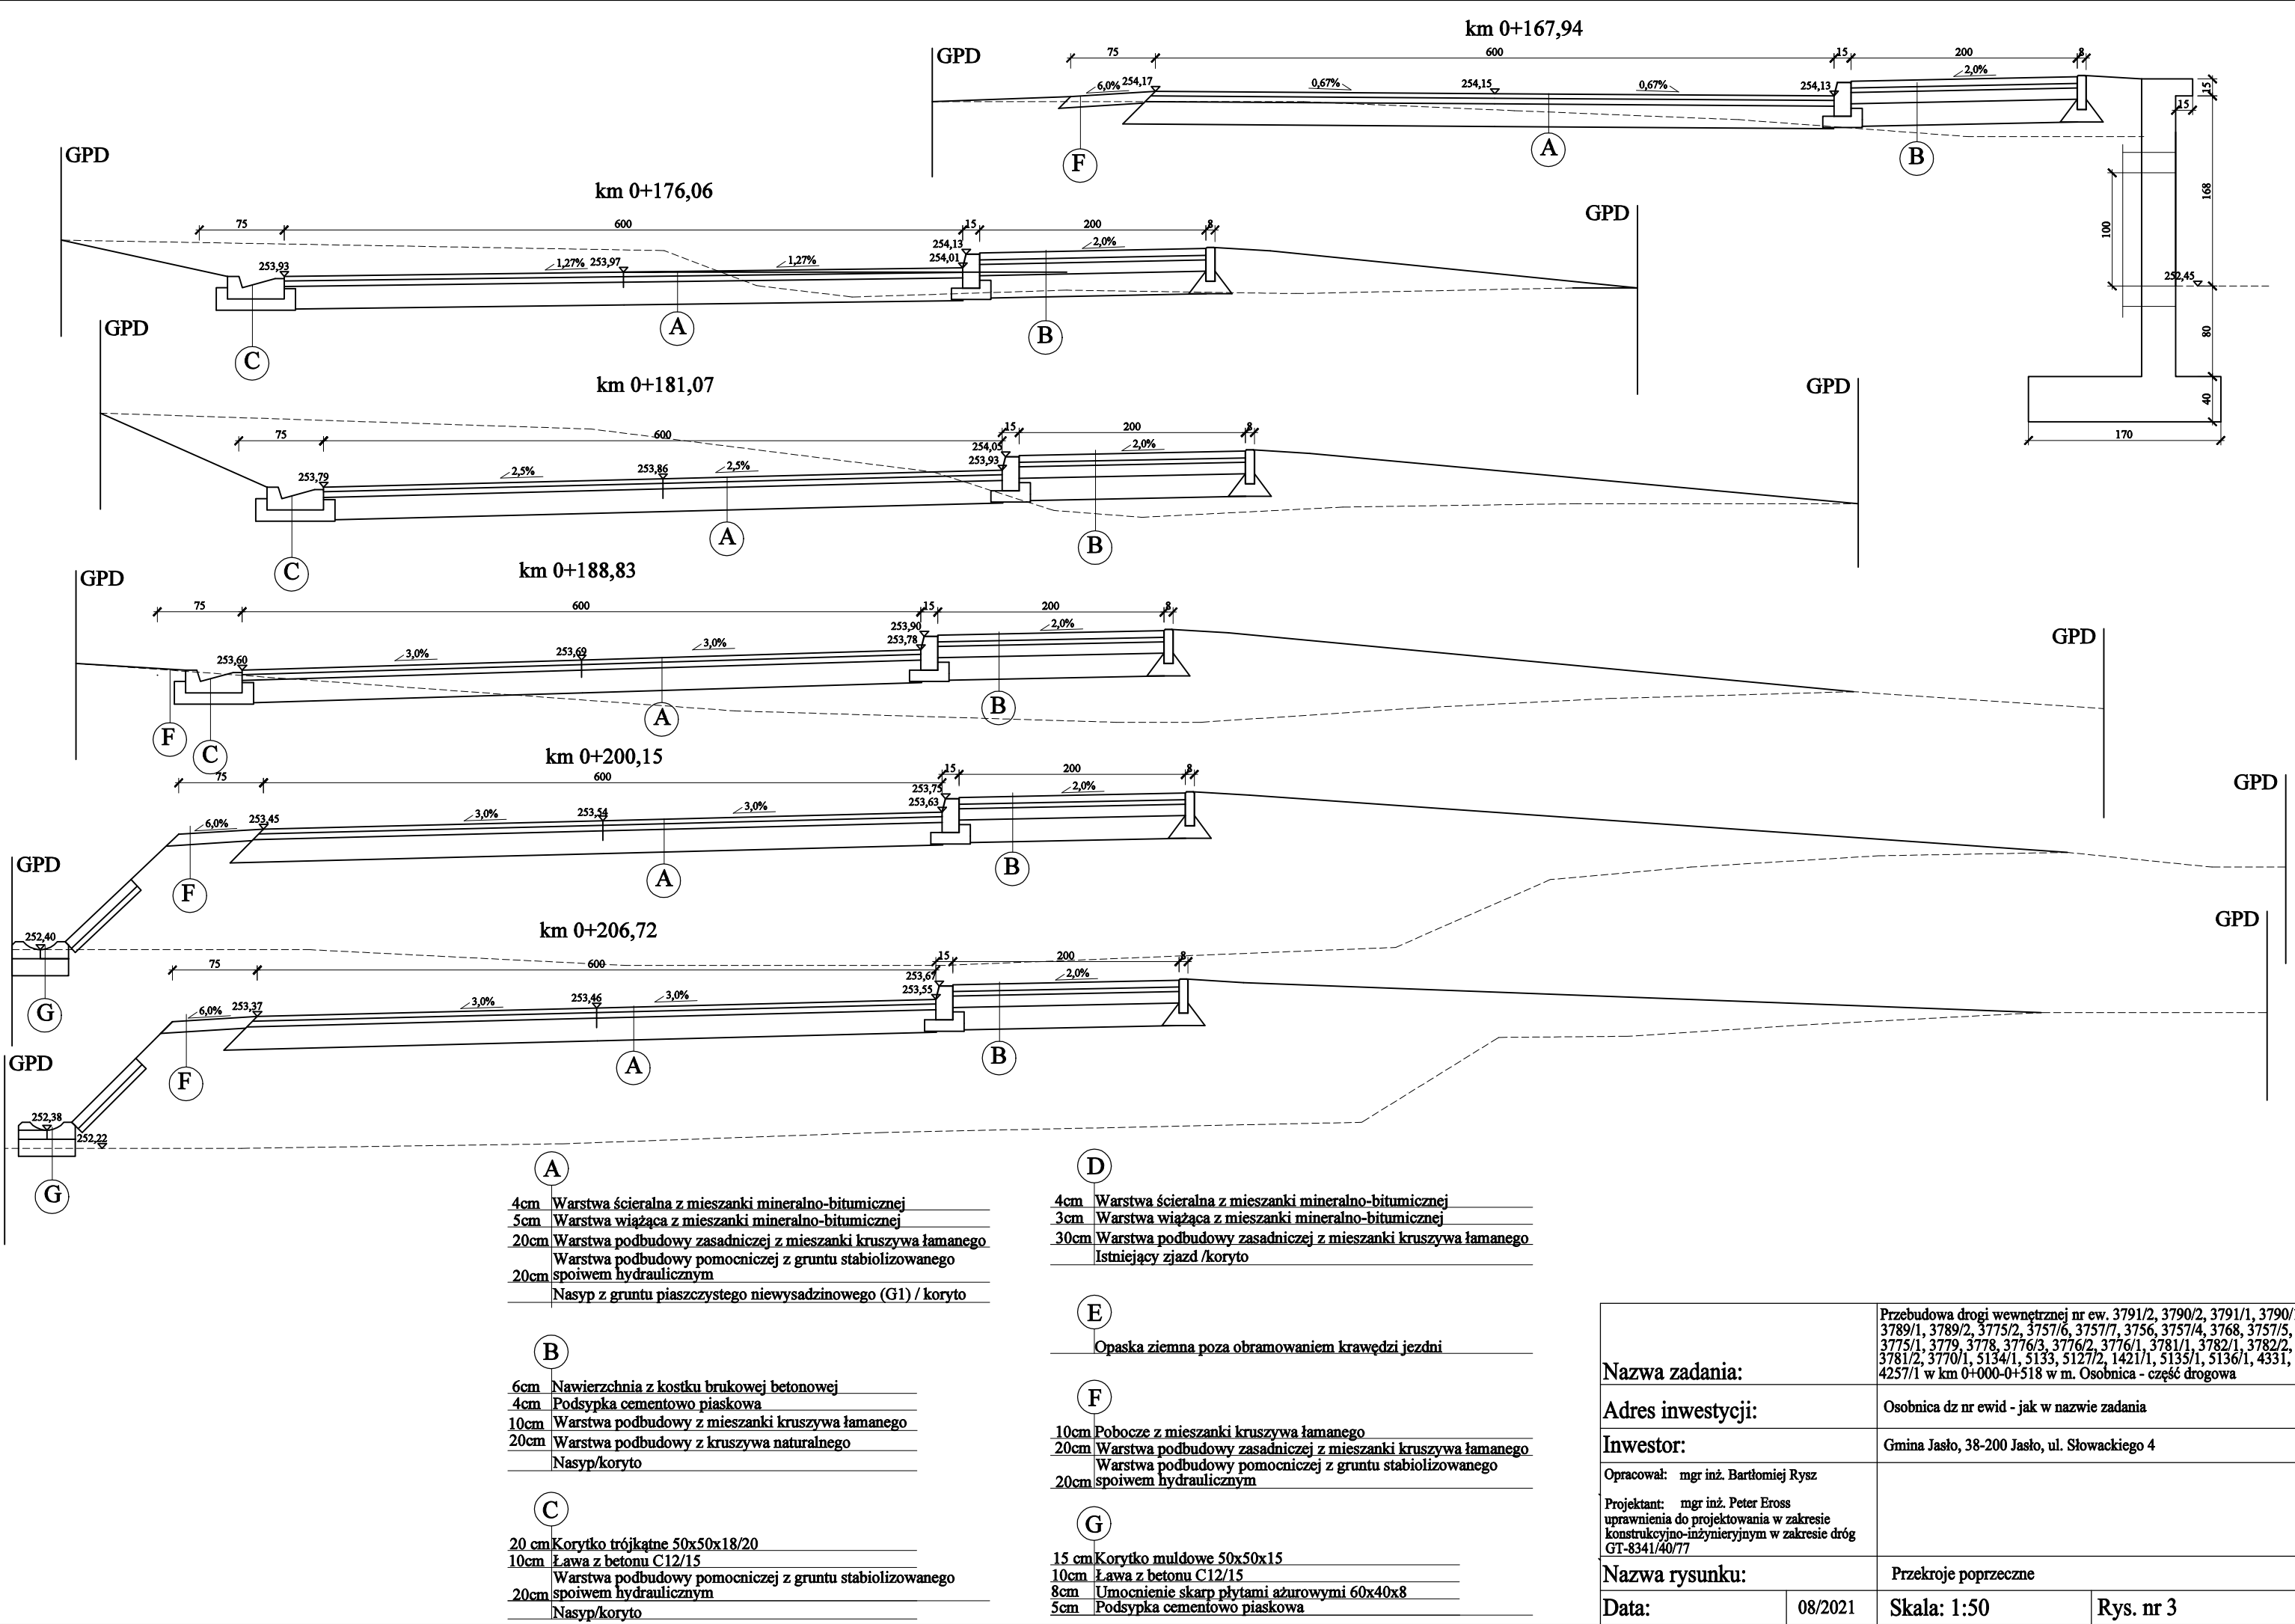 km 0+167,94
GPD
75 600 15 200 8
6,0% 254,17 0,67% 254,15 0,67% 254,13 2,0%
15
15
F A B
168
100
252,45
80
40
170
GPD
km 0+176,06
GPD
75 600 15 200 8
253,93 1,27% 253,97 1,27% 254,13 2,0%
254,01
C A B
GPD
km 0+181,07
GPD
75 600 15 200 8
253,79 2,5% 253,86 2,5% 254,05 2,0%
253,93
C A B
GPD
km 0+188,83
GPD
75 600 15 200 8
253,60 3,0% 253,69 3,0% 253,90 2,0%
253,78
F C A B
km 0+200,15
GPD
75 600 15 200 8
6,0% 253,45 3,0% 253,54 3,0% 253,75 2,0%
253,63
GPD
F A B
252,40
G
km 0+206,72
GPD
75 600 15 200 8
6,0% 253,37 3,0% 253,46 3,0% 253,67 2,0%
253,55
GPD
F A B
252,38
252,22
G
A
4cm Warstwa ścieralna z mieszanki mineralno-bitumicznej
5cm Warstwa wiążąca z mieszanki mineralno-bitumicznej
20cm Warstwa podbudowy zasadniczej z mieszanki kruszywa łamanego
Warstwa podbudowy pomocniczej z gruntu stabiolizowanego
20cm spoiwem hydraulicznym
Nasyp z gruntu piaszczystego niewysadzinowego (G1) / koryto
B
6cm Nawierzchnia z kostku brukowej betonowej
4cm Podsypka cementowo piaskowa
10cm Warstwa podbudowy z mieszanki kruszywa łamanego
20cm Warstwa podbudowy z kruszywa naturalnego
Nasyp/koryto
C
20 cm Korytko trójkątne 50x50x18/20
10cm Ława z betonu C12/15
Warstwa podbudowy pomocniczej z gruntu stabiolizowanego
20cm spoiwem hydraulicznym
Nasyp/koryto
D
4cm Warstwa ścieralna z mieszanki mineralno-bitumicznej
3cm Warstwa wiążąca z mieszanki mineralno-bitumicznej
30cm Warstwa podbudowy zasadniczej z mieszanki kruszywa łamanego
Istniejący zjazd /koryto
E
Opaska ziemna poza obramowaniem krawędzi jezdni
F
10cm Pobocze z mieszanki kruszywa łamanego
20cm Warstwa podbudowy zasadniczej z mieszanki kruszywa łamanego
Warstwa podbudowy pomocniczej z gruntu stabiolizowanego
20cm spoiwem hydraulicznym
G
15 cm Korytko muldowe 50x50x15
10cm Ława z betonu C12/15
8cm Umocnienie skarp płytami ażurowymi 60x40x8
5cm Podsypka cementowo piaskowa
Nazwa zadania:
Przebudowa drogi wewnętrznej nr ew. 3791/2, 3790/2, 3791/1, 3790/
3789/1, 3789/2, 3775/2, 3757/6, 3757/7, 3756, 3757/4, 3768, 3757/5,
3775/1, 3779, 3778, 3776/3, 3776/2, 3776/1, 3781/1, 3782/1, 3782/2,
3781/2, 3770/1, 5134/1, 5133, 5127/2, 1421/1, 5135/1, 5136/1, 4331,
4257/1 w km 0+000-0+518 w m. Osobnica - część drogowa
Adres inwestycji: Osobnica dz nr ewid - jak w nazwie zadania
Inwestor: Gmina Jasło, 38-200 Jasło, ul. Słowackiego 4
Opracował: mgr inż. Bartłomiej Rysz
Projektant: mgr inż. Peter Eross
uprawnienia do projektowania w zakresie
konstrukcyjno-inżynieryjnym w zakresie dróg
GT-8341/40/77
Nazwa rysunku: Przekroje poprzeczne
Data: 08/2021 Skala: 1:50 Rys. nr 3